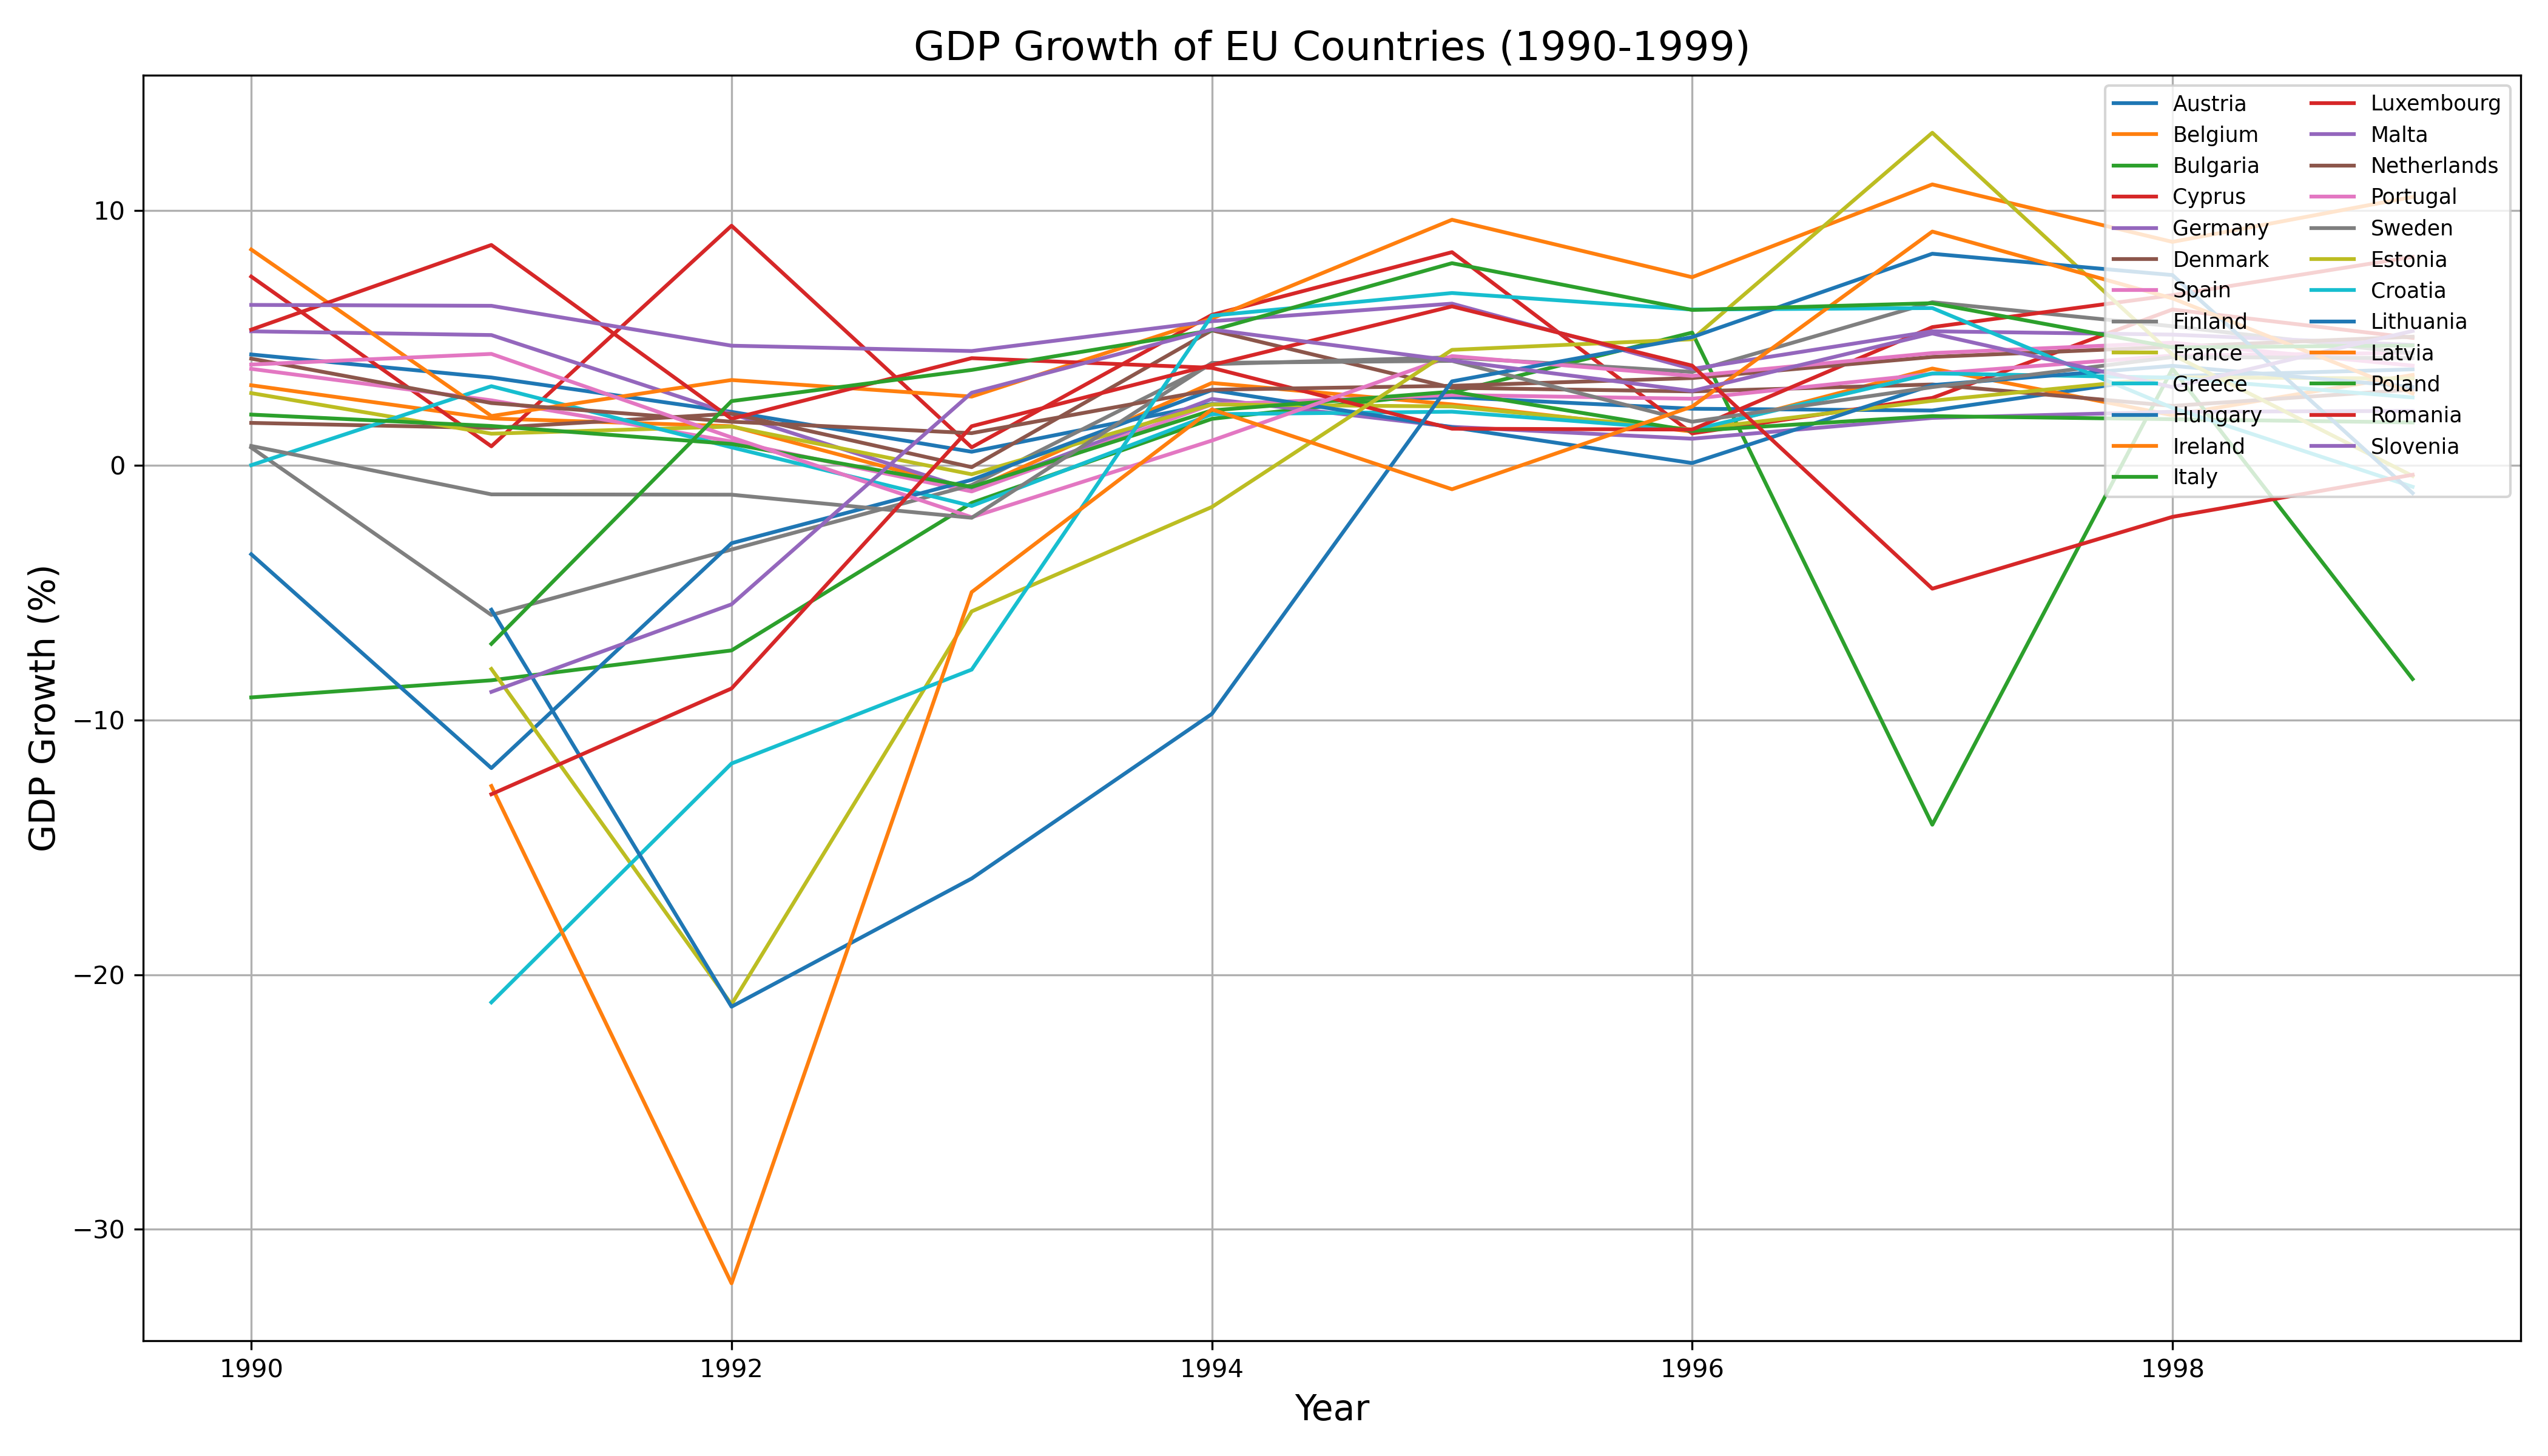 GDP Growth of EU Countries (1990-1999)
GDP Growth (%)
10
0
−10
−20
−30
1990
1992
1994
1996
1998
Year
Austria
Belgium
Bulgaria
Cyprus
Germany
Denmark
Spain
Finland
France
Greece
Hungary
Ireland
Italy
Luxembourg
Malta
Netherlands
Portugal
Sweden
Estonia
Croatia
Lithuania
Latvia
Poland
Romania
Slovenia